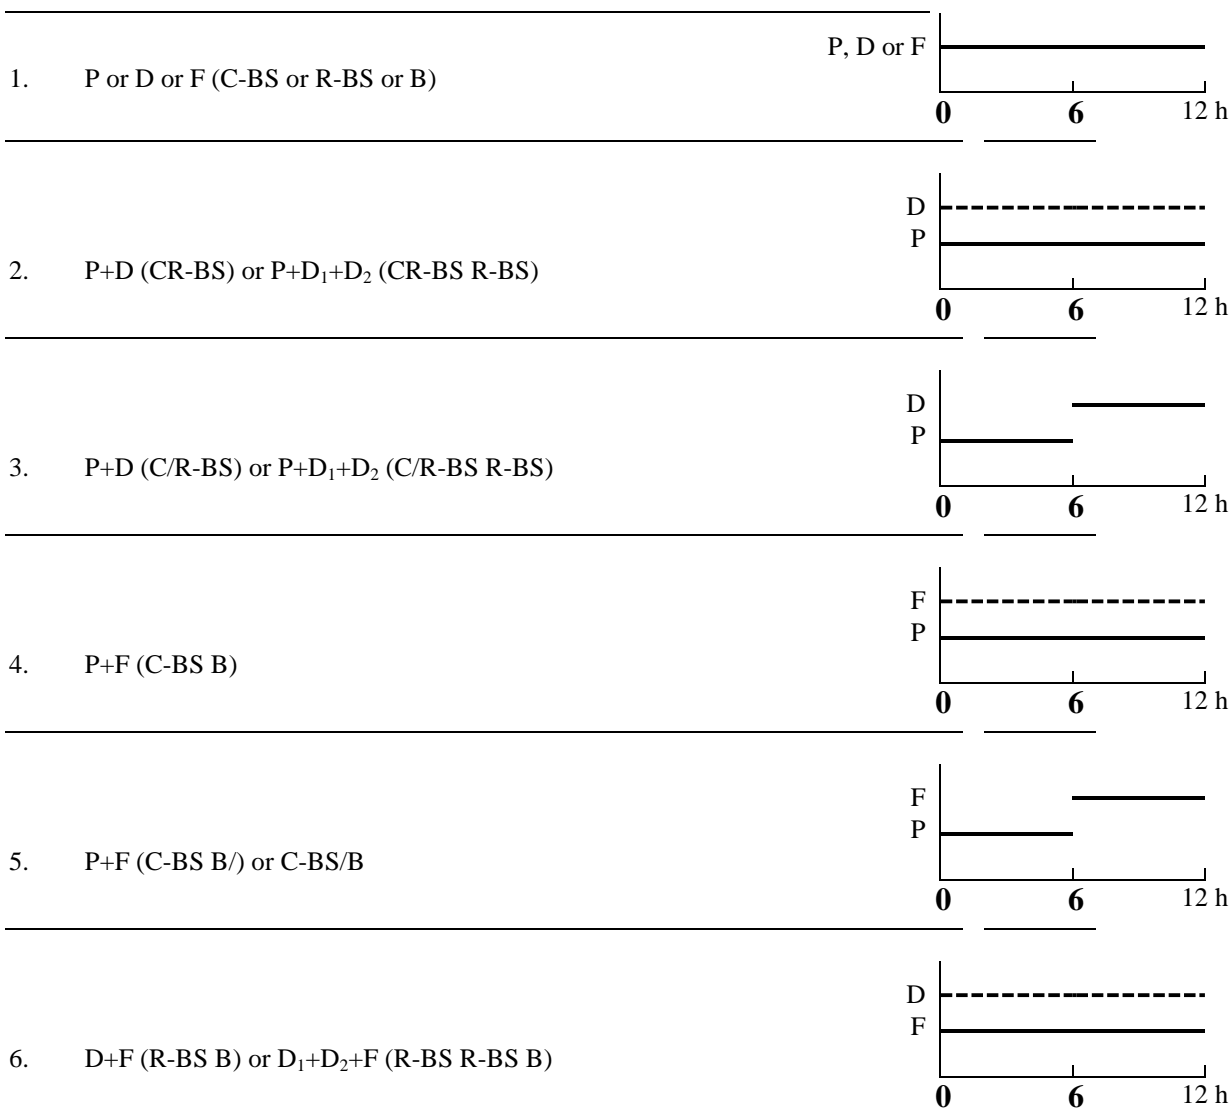 P, D or F
1. P or D or F (C-BS or R-BS or B)
0 6 12 h
D
P
2. P+D (CR-BS) or P+D₁+D₂ (CR-BS R-BS)
0 6 12 h
D
P
3. P+D (C/R-BS) or P+D₁+D₂ (C/R-BS R-BS)
0 6 12 h
F
P
4. P+F (C-BS B)
0 6 12 h
F
P
5. P+F (C-BS B/) or C-BS/B
0 6 12 h
D
F
6. D+F (R-BS B) or D₁+D₂+F (R-BS R-BS B)
0 6 12 h